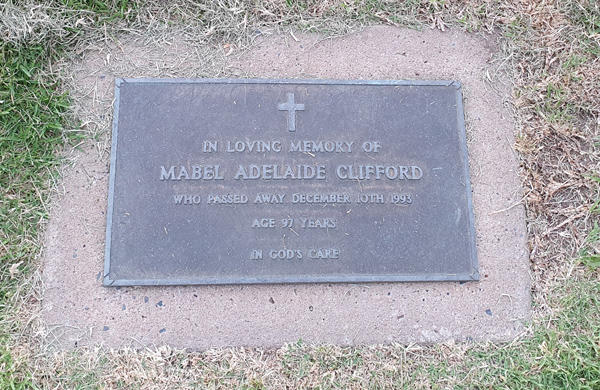 IN LOVING MEMORY OF
MABEL ADELAIDE CLIFFORD
WHO PASSED AWAY DECEMBER 10TH 1993
AGE 97 YEARS
IN GOD'S CARE